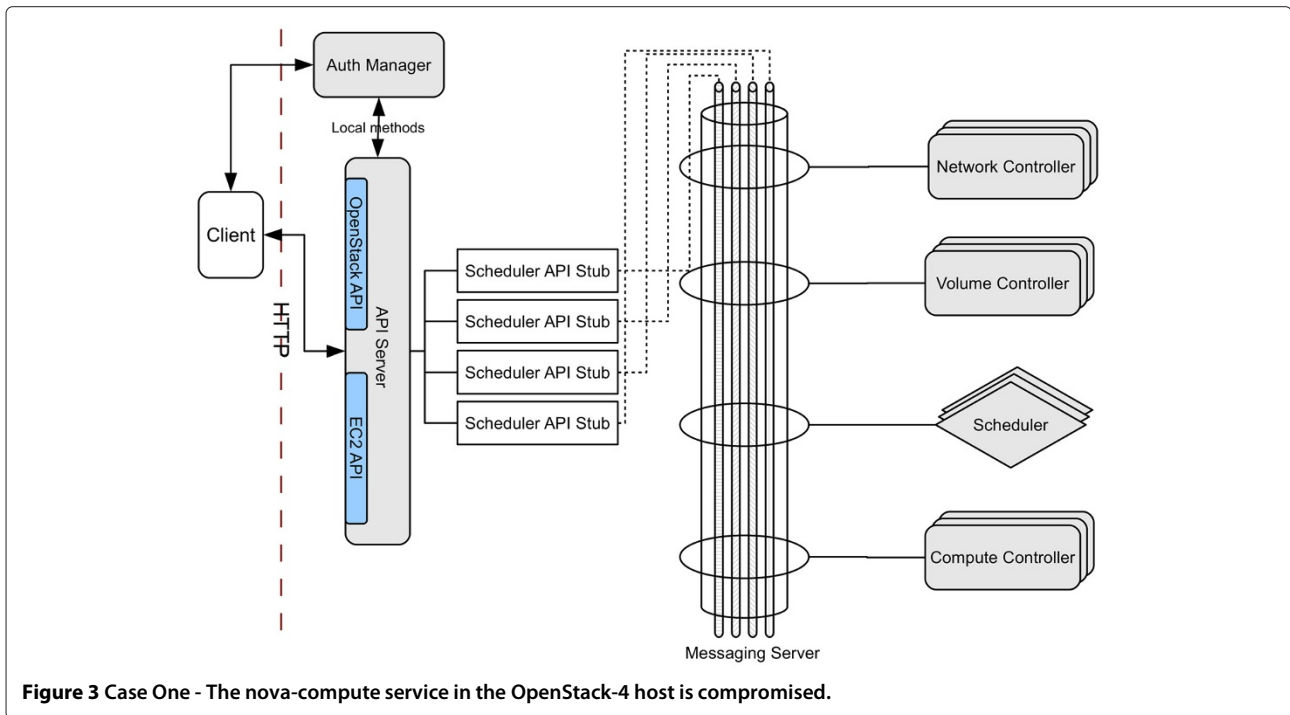 Auth Manager
Local methods
Client
HTTP
OpenStack API
API Server
EC2 API
Scheduler API Stub
Scheduler API Stub
Scheduler API Stub
Scheduler API Stub
Network Controller
Volume Controller
Scheduler
Compute Controller
Messaging Server
Figure 3 Case One - The nova-compute service in the OpenStack-4 host is compromised.